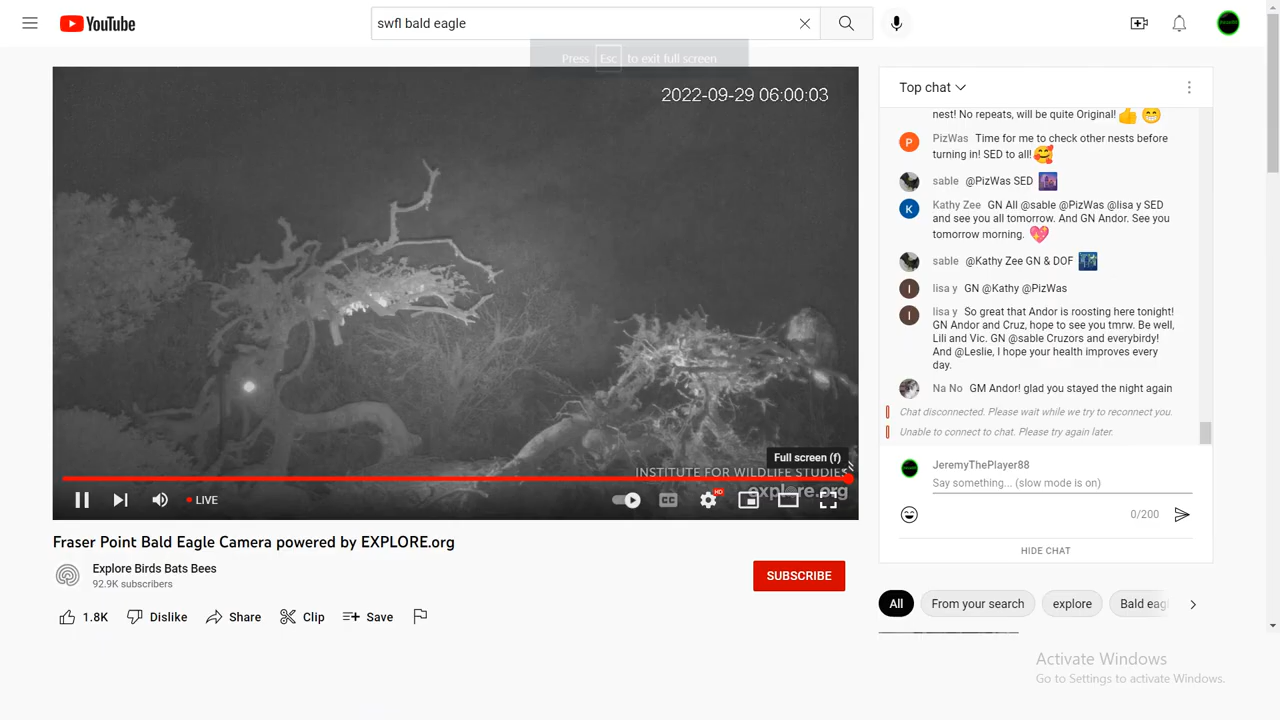 YouTube
swfl bald eagle
Press Esc to exit full screen
2022-09-29 06:00:03
Full screen (f)
INSTITUTE FOR WILDLIFE STUDIES
explore.org
LIVE
CC
HD
Fraser Point Bald Eagle Camera powered by EXPLORE.org
Explore Birds Bats Bees
92.9K subscribers
SUBSCRIBE
1.8K
Dislike
Share
Clip
Save
Top chat
nest! No repeats, will be quite Original!
P
PizWas Time for me to check other nests before
turning in! SED to all!
sable @PizWas SED
K
Kathy Zee GN All @sable @PizWas @lisa y SED
and see you all tomorrow. And GN Andor. See you
tomorrow morning.
sable @Kathy Zee GN & DOF
l
lisa y GN @Kathy @PizWas
l
lisa y So great that Andor is roosting here tonight!
GN Andor and Cruz, hope to see you tmrw. Be well,
Lili and Vic. GN @sable Cruzors and everybirdy!
And @Leslie, I hope your health improves every
day.
Na No GM Andor! glad you stayed the night again
Chat disconnected. Please wait while we try to reconnect you.
Unable to connect to chat. Please try again later.
JeremyThePlayer88
Say something... (slow mode is on)
0/200
HIDE CHAT
All
From your search
explore
Bald eagl
Activate Windows
Go to Settings to activate Windows.